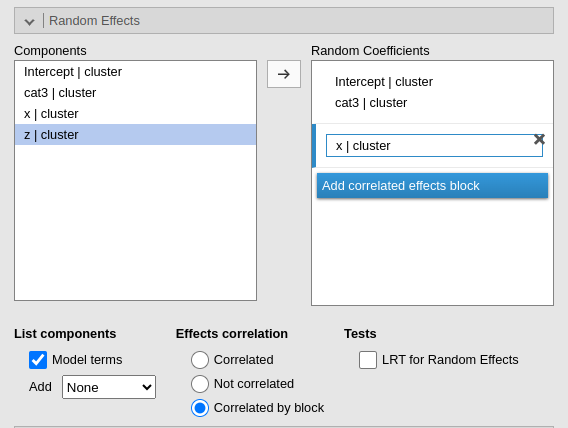 Random Effects
Components
Random Coefficients
Intercept | cluster
cat3 | cluster
x | cluster
z | cluster
Intercept | cluster
cat3 | cluster
x | cluster
Add correlated effects block
List components
Effects correlation
Tests
Model terms
Correlated
LRT for Random Effects
Add
None
Not correlated
Correlated by block